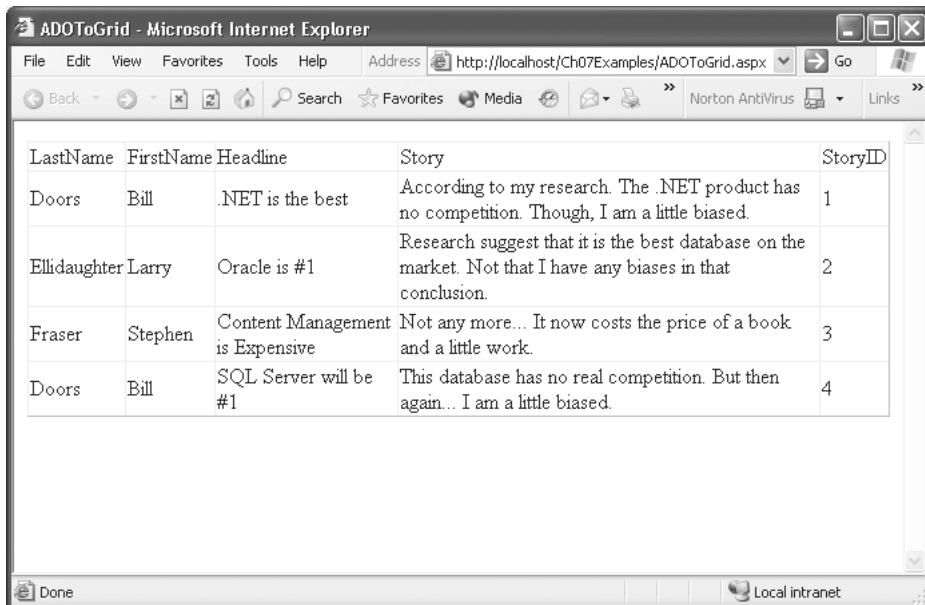 ADOToGrid - Microsoft Internet Explorer
File Edit View Favorites Tools Help Address http://localhost/Ch07Examples/ADOToGrid.aspx Go
Back Search Favorites Media » Norton AntiVirus Links »
LastName FirstName Headline Story StoryID
Doors Bill .NET is the best According to my research. The .NET product has
no competition. Though, I am a little biased. 1
Ellidaughter Larry Oracle is #1 Research suggest that it is the best database on the
market. Not that I have any biases in that
conclusion. 2
Fraser Stephen Content Management
is Expensive Not any more... It now costs the price of a book
and a little work. 3
Doors Bill SQL Server will be
#1 This database has no real competition. But then
again... I am a little biased. 4
Done Local intranet